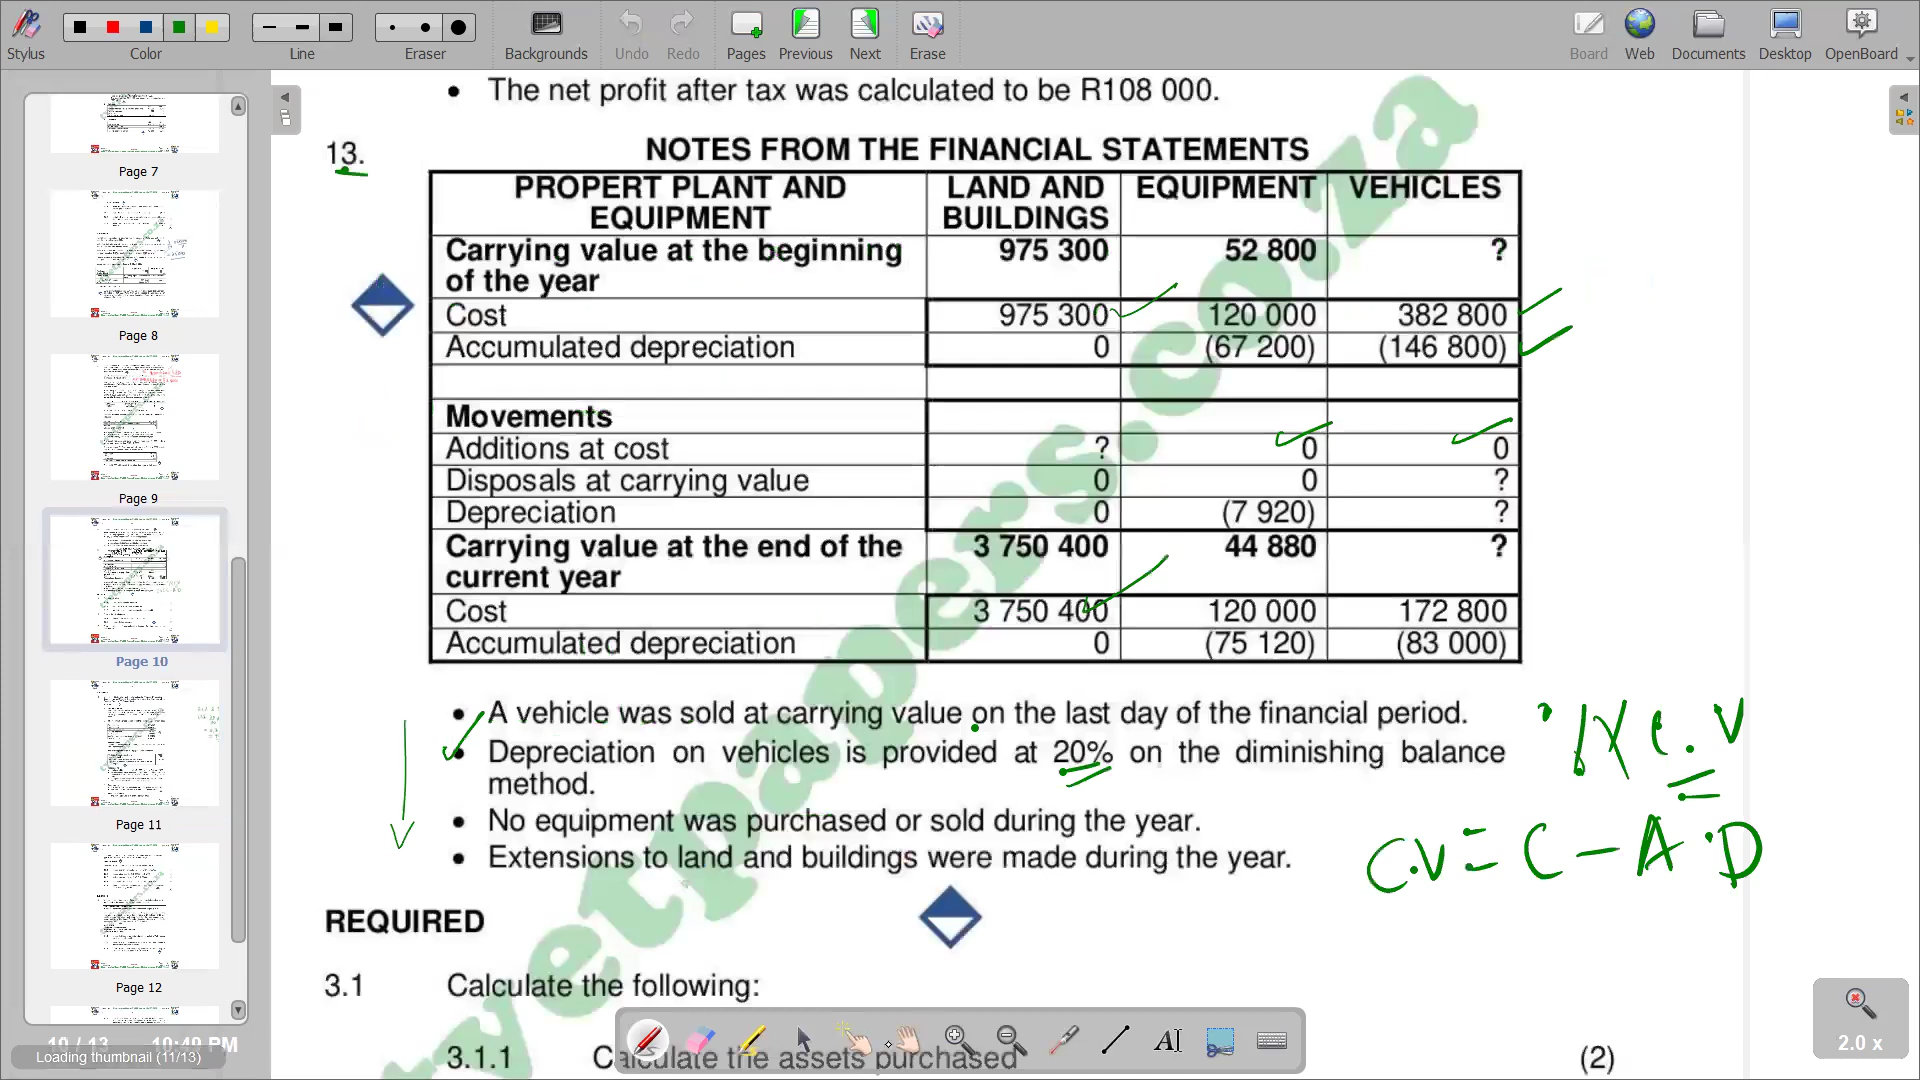 Stylus
Color
Line
Eraser
Backgrounds
Undo
Redo
Pages
Previous
Next
Erase
Board
Web
Documents
Desktop
OpenBoard
Page 7
Page 8
Page 9
Page 10
Page 11
Page 12
Loading thumbnail (11/13)
• The net profit after tax was calculated to be R108 000.
13. NOTES FROM THE FINANCIAL STATEMENTS
PROPERT PLANT AND EQUIPMENT LAND AND BUILDINGS EQUIPMENT VEHICLES
Carrying value at the beginning of the year 975 300 52 800 ?
Cost 975 300 120 000 382 800
Accumulated depreciation 0 (67 200) (146 800)
Movements
Additions at cost ? 0 0
Disposals at carrying value 0 0 ?
Depreciation 0 (7 920) ?
Carrying value at the end of the current year 3 750 400 44 880 ?
Cost 3 750 400 120 000 172 800
Accumulated depreciation 0 (75 120) (83 000)
• A vehicle was sold at carrying value on the last day of the financial period.
• Depreciation on vehicles is provided at 20% on the diminishing balance
method.
• No equipment was purchased or sold during the year.
• Extensions to land and buildings were made during the year.
C.V = C - A.D
REQUIRED
3.1 Calculate the following:
3.1.1 Calculate the assets purchased (2)
tvetpapers.co.za
2.0 x